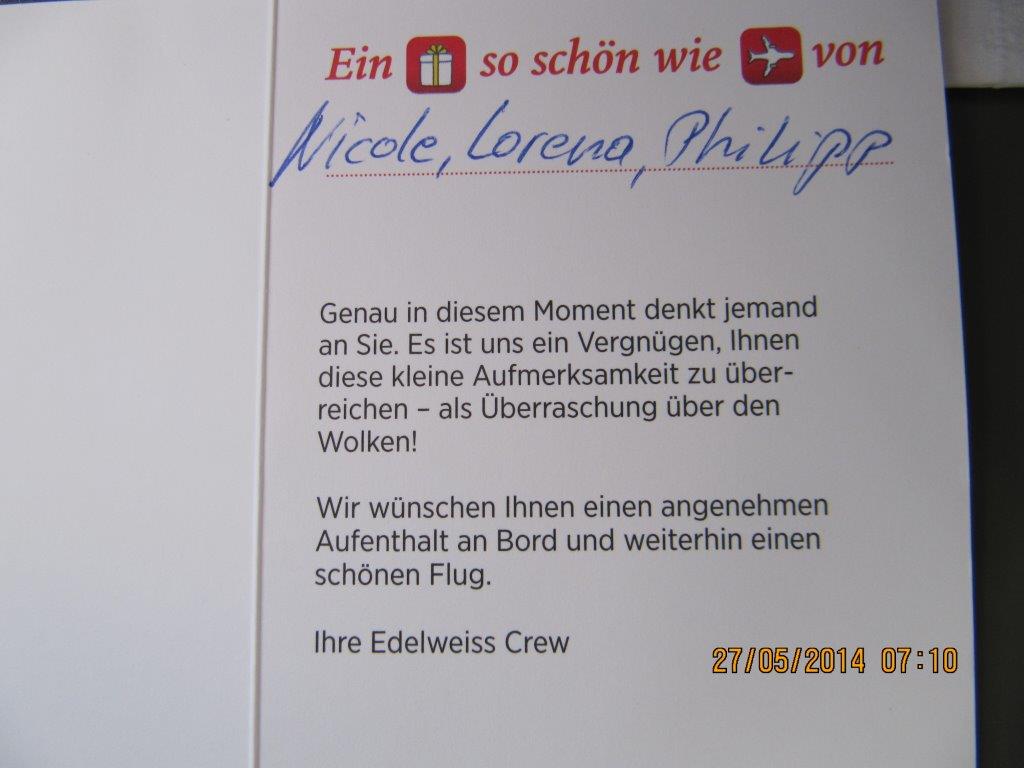 Ein so schön wie von
Nicole, Lorena, Philipp
Genau in diesem Moment denkt jemand
an Sie. Es ist uns ein Vergnügen, Ihnen
diese kleine Aufmerksamkeit zu über-
reichen – als Überraschung über den
Wolken!
Wir wünschen Ihnen einen angenehmen
Aufenthalt an Bord und weiterhin einen
schönen Flug.
Ihre Edelweiss Crew
27/05/2014 07:10